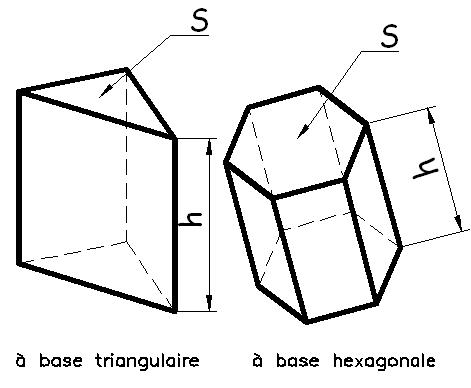 S
S
h
h
à base triangulaire
à base hexagonale